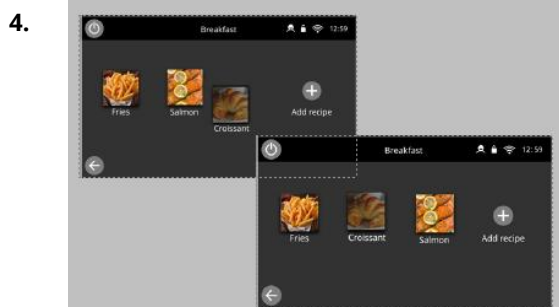 4.
Breakfast 12:59
Fries Salmon Add recipe
Croissant
Breakfast 12:59
Fries Croissant Salmon Add recipe